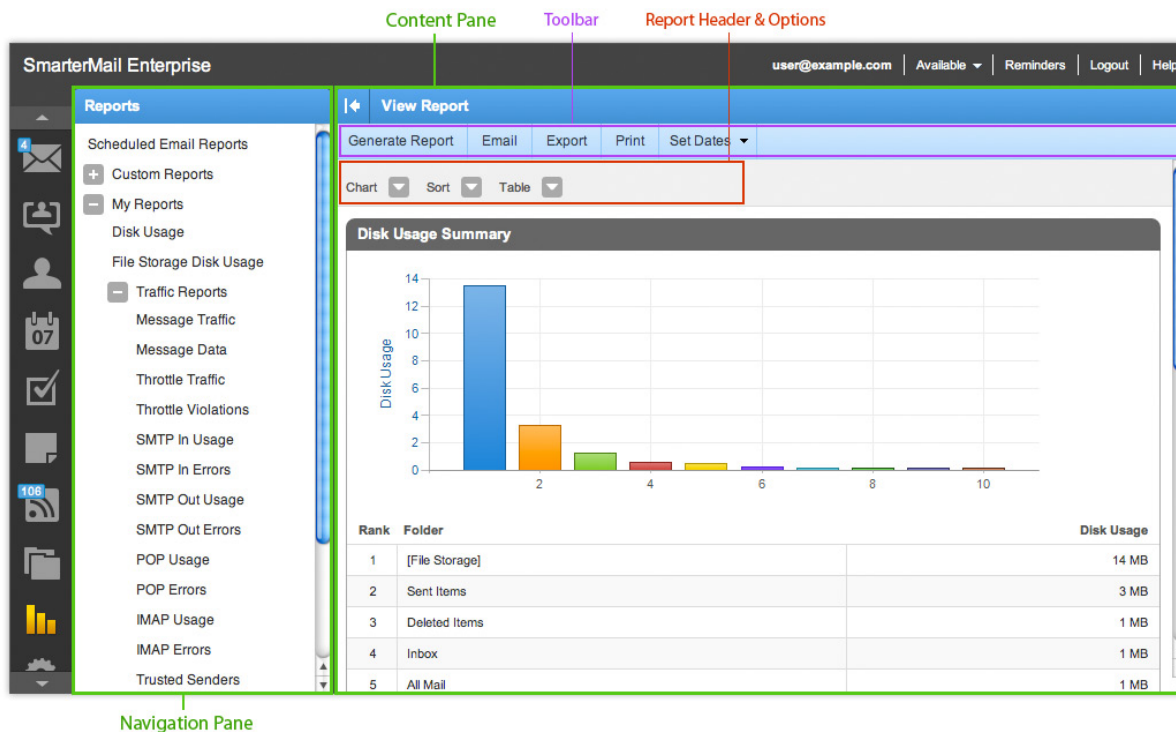 Content Pane
Toolbar
Report Header & Options
SmarterMail Enterprise
user@example.com
Available
Reminders
Logout
Help
Reports
View Report
Generate Report
Email
Export
Print
Set Dates
Chart
Sort
Table
4
07
106
Scheduled Email Reports
Custom Reports
My Reports
Disk Usage
File Storage Disk Usage
Traffic Reports
Message Traffic
Message Data
Throttle Traffic
Throttle Violations
SMTP In Usage
SMTP In Errors
SMTP Out Usage
SMTP Out Errors
POP Usage
POP Errors
IMAP Usage
IMAP Errors
Trusted Senders
Disk Usage Summary
Disk Usage
14
12
10
8
6
4
2
0
2 4 6 8 10
Rank Folder Disk Usage
1 [File Storage] 14 MB
2 Sent Items 3 MB
3 Deleted Items 1 MB
4 Inbox 1 MB
5 All Mail 1 MB
Navigation Pane